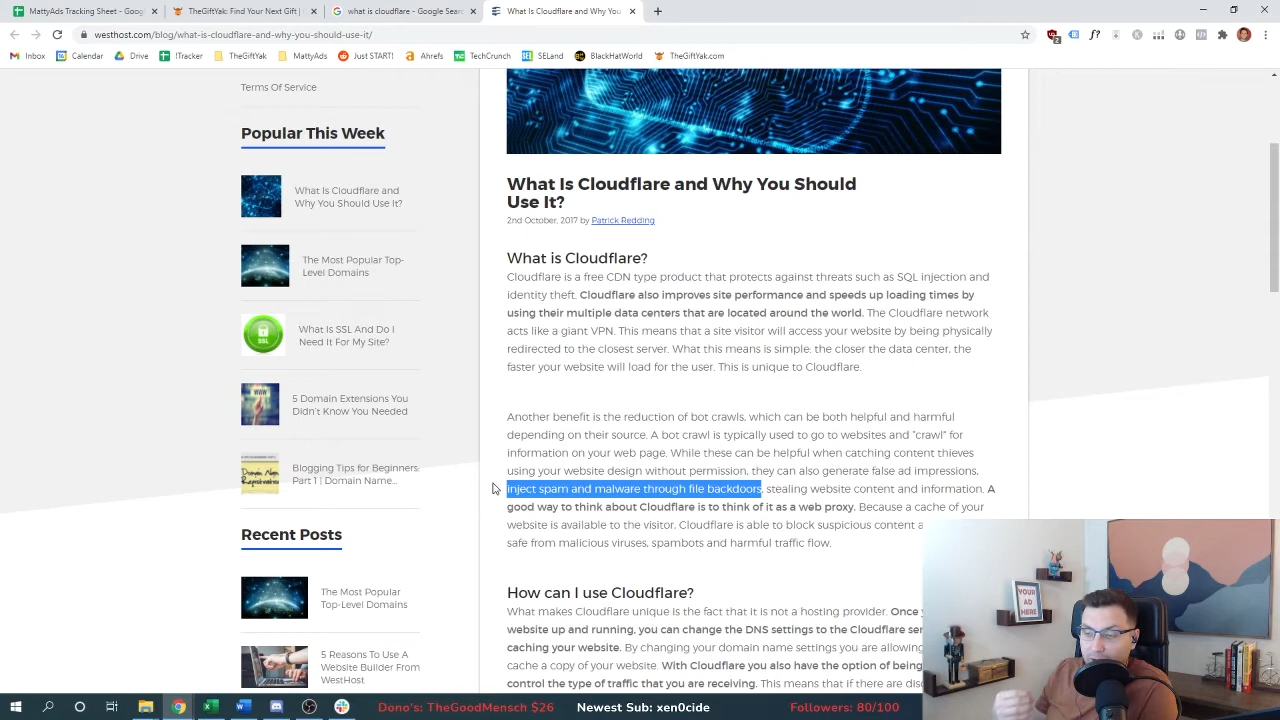 MattyAds Tracking Sheet - Goog
TheGiftYak: Find Your Next Gift |
what is cloudflare - Google Sear
What Is Cloudflare and Why You
westhost.com/blog/what-is-cloudflare-and-why-you-should-use-it/
Inbox
Calendar
Drive
!Tracker
TheGiftYak
MattyAds
Just START!
Ahrefs
TechCrunch
SELand
BlackHatWorld
TheGiftYak.com
Terms Of Service
Popular This Week
What Is Cloudflare and
Why You Should Use It?
The Most Popular Top-
Level Domains
What Is SSL And Do I
Need It For My Site?
5 Domain Extensions You
Didn't Know You Needed
Blogging Tips for Beginners:
Part 1 | Domain Name...
Recent Posts
The Most Popular
Top-Level Domains
5 Reasons To Use A
Website Builder From
WestHost
What Is Cloudflare and Why You Should
Use It?
2nd October, 2017 by Patrick Redding
What is Cloudflare?
Cloudflare is a free CDN type product that protects against threats such as SQL injection and
identity theft. Cloudflare also improves site performance and speeds up loading times by
using their multiple data centers that are located around the world. The Cloudflare network
acts like a giant VPN. This means that a site visitor will access your website by being physically
redirected to the closest server. What this means is simple: the closer the data center, the
faster your website will load for the user. This is unique to Cloudflare.
Another benefit is the reduction of bot crawls, which can be both helpful and harmful
depending on their source. A bot crawl is typically used to go to websites and "crawl" for
information on your web page. While these can be helpful when catching content thieves
using your website design without permission, they can also generate false ad impressions,
inject spam and malware through file backdoors, stealing website content and information. A
good way to think about Cloudflare is to think of it as a web proxy. Because a cache of your
website is available to the visitor, Cloudflare is able to block suspicious content a
safe from malicious viruses, spambots and harmful traffic flow.
How can I use Cloudflare?
What makes Cloudflare unique is the fact that it is not a hosting provider. Once y
website up and running, you can change the DNS settings to the Cloudflare ser
caching your website. By changing your domain name settings you are allowing
cache a copy of your website. With Cloudflare you also have the option of being
control the type of traffic that you are receiving. This means that if there are disc
YOUR
AD
HERE
Dono's: TheGoodMensch $26
Newest Sub: xen0cide
Followers: 80/100